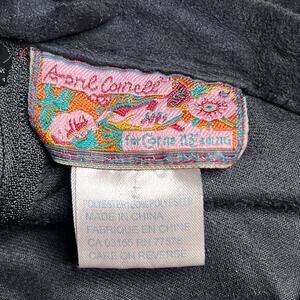 April Cornell
for Cornell Trading
L
POLYESTER/100% POLYESTER
MADE IN CHINA
FABRIQUE EN CHINE
CA 03165 RN 77576
CARE ON REVERSE